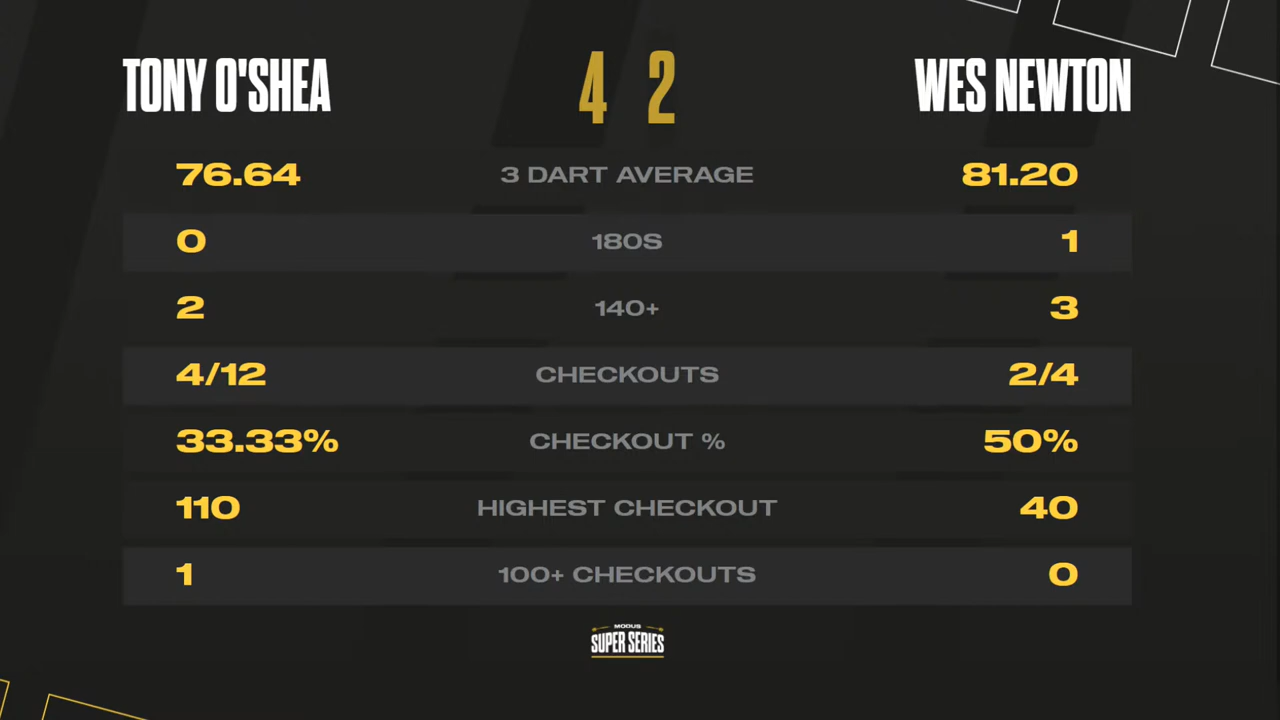 TONY O'SHEA 4 2 WES NEWTON
76.64 3 DART AVERAGE 81.20
0 180S 1
2 140+ 3
4/12 CHECKOUTS 2/4
33.33% CHECKOUT % 50%
110 HIGHEST CHECKOUT 40
1 100+ CHECKOUTS 0
MODUS
SUPER SERIES